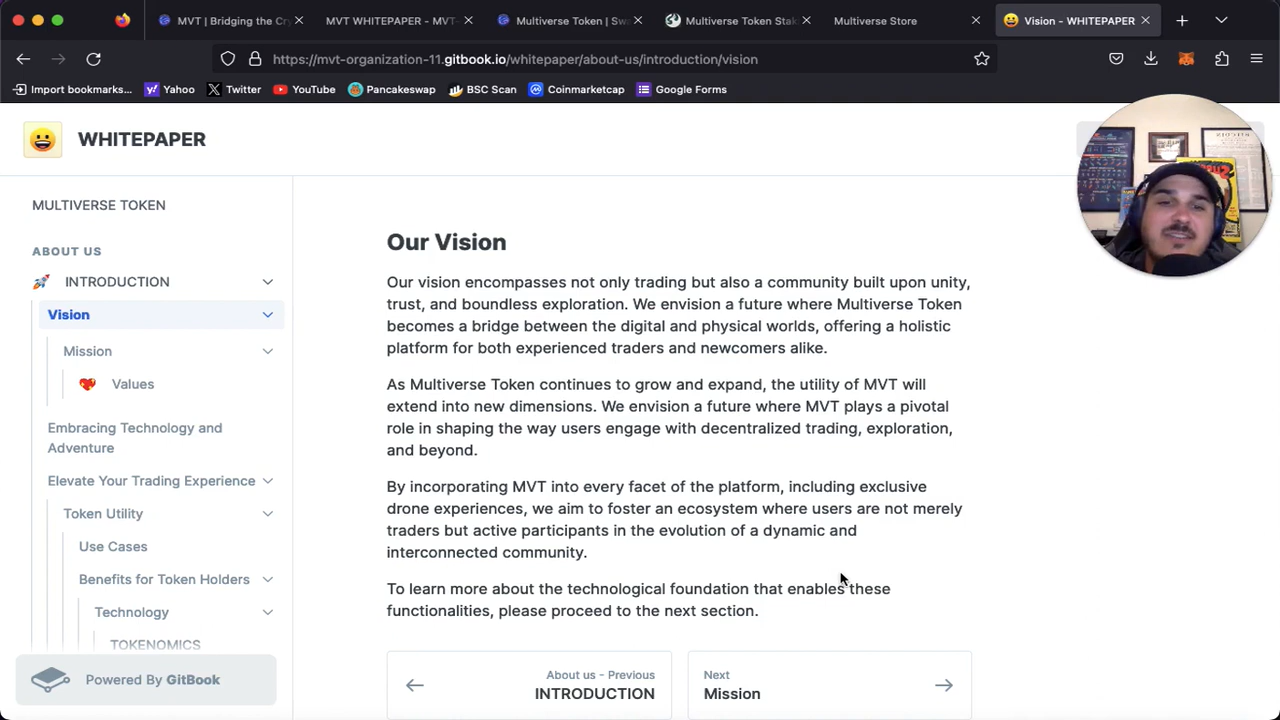 MVT | Bridging the Cry
MVT WHITEPAPER - MVT-
Multiverse Token | Swa
Multiverse Token Stak
Multiverse Store
Vision - WHITEPAPER
https://mvt-organization-11.gitbook.io/whitepaper/about-us/introduction/vision
Import bookmarks...
Yahoo
Twitter
YouTube
Pancakeswap
BSC Scan
Coinmarketcap
Google Forms
WHITEPAPER
MULTIVERSE TOKEN
ABOUT US
INTRODUCTION
Vision
Mission
Values
Embracing Technology and
Adventure
Elevate Your Trading Experience
Token Utility
Use Cases
Benefits for Token Holders
Technology
TOKENOMICS
Powered By GitBook
Our Vision
Our vision encompasses not only trading but also a community built upon unity,
trust, and boundless exploration. We envision a future where Multiverse Token
becomes a bridge between the digital and physical worlds, offering a holistic
platform for both experienced traders and newcomers alike.
As Multiverse Token continues to grow and expand, the utility of MVT will
extend into new dimensions. We envision a future where MVT plays a pivotal
role in shaping the way users engage with decentralized trading, exploration,
and beyond.
By incorporating MVT into every facet of the platform, including exclusive
drone experiences, we aim to foster an ecosystem where users are not merely
traders but active participants in the evolution of a dynamic and
interconnected community.
To learn more about the technological foundation that enables these
functionalities, please proceed to the next section.
About us - Previous
INTRODUCTION
Next
Mission